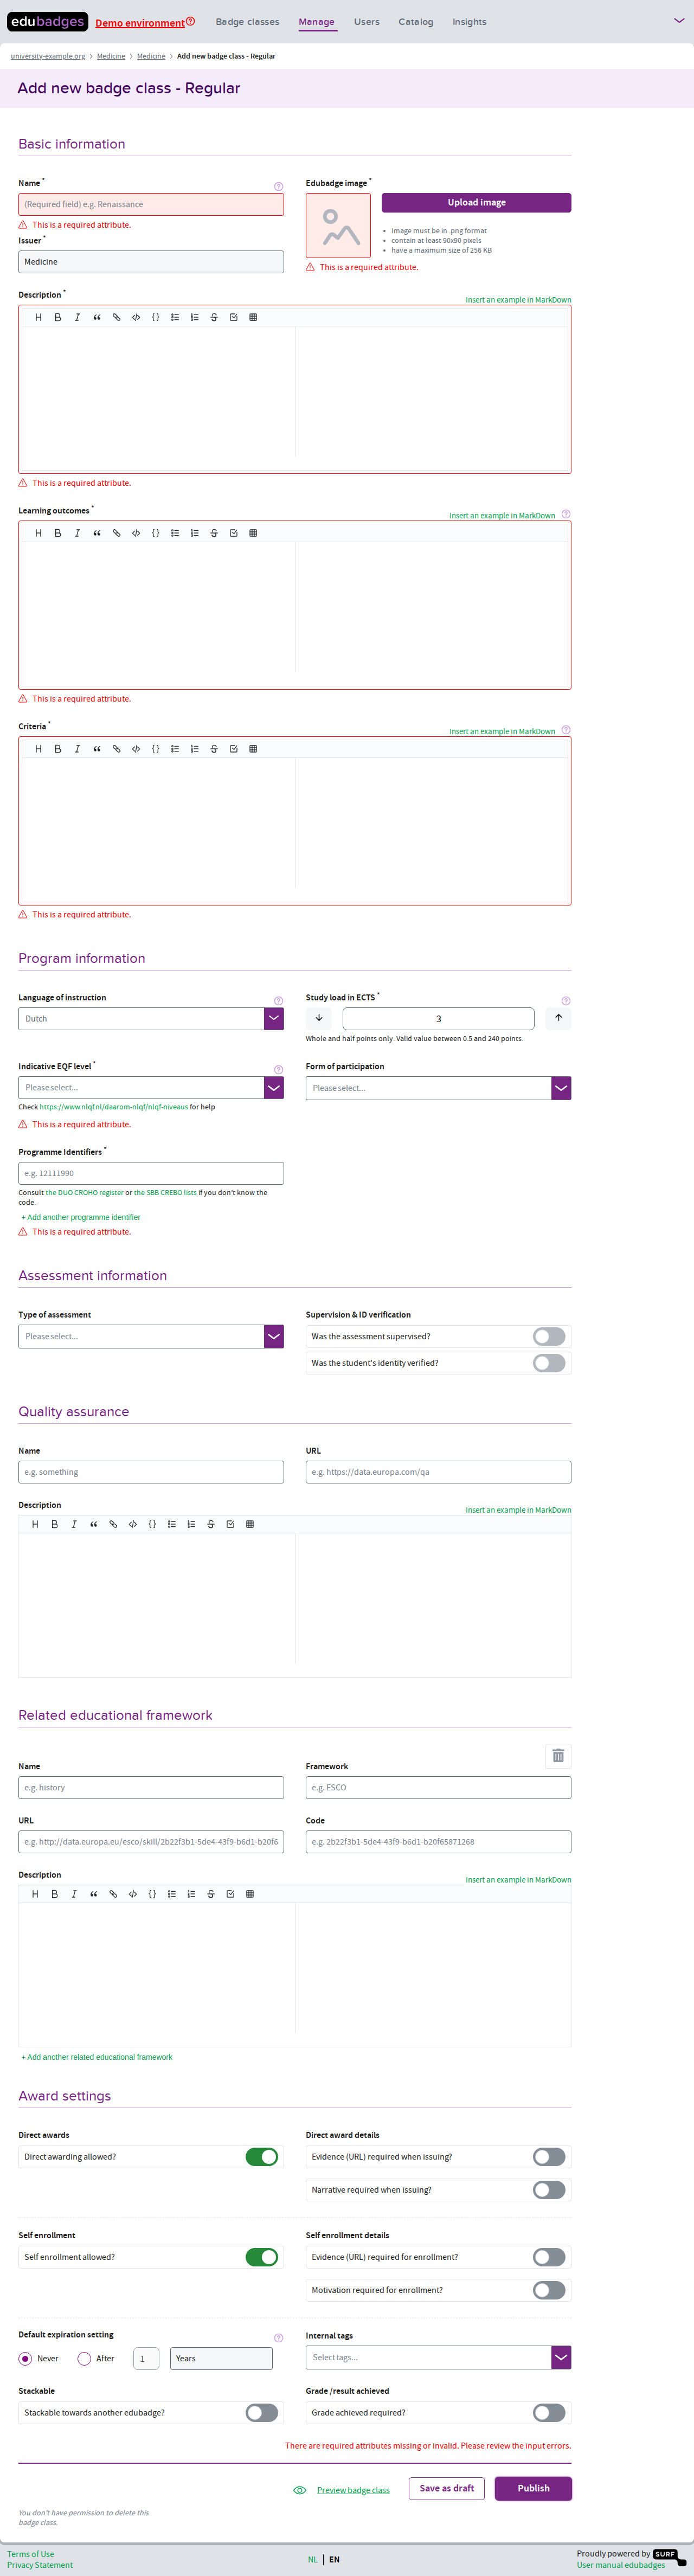 edubadges Demo environment Badge classes Manage Users Catalog Insights
university-example.org Medicine Medicine Add new badge class - Regular
Add new badge class - Regular
Basic information
Name *
(Required field) e.g. Renaissance
This is a required attribute.
Edubadge image *
Upload image
Image must be in .png format
contain at least 90x90 pixels
have a maximum size of 256 KB
This is a required attribute.
Issuer *
Medicine
Description *
Insert an example in MarkDown
This is a required attribute.
Learning outcomes *
Insert an example in MarkDown
This is a required attribute.
Criteria *
Insert an example in MarkDown
This is a required attribute.
Program information
Language of instruction
Dutch
Study load in ECTS *
3
Whole and half points only. Valid value between 0.5 and 240 points.
Indicative EQF level *
Please select...
Check https://www.nlqf.nl/daarom-nlqf/nlqf-niveaus for help
This is a required attribute.
Form of participation
Please select...
Programme Identifiers *
e.g. 12111990
Consult the DUO CROHO register or the SBB CREBO lists if you don't know the
code.
+ Add another programme identifier
This is a required attribute.
Assessment information
Type of assessment
Please select...
Supervision & ID verification
Was the assessment supervised?
Was the student's identity verified?
Quality assurance
Name
e.g. something
URL
e.g. https://data.europa.com/qa
Description
Insert an example in MarkDown
Related educational framework
Name
e.g. history
Framework
e.g. ESCO
URL
e.g. http://data.europa.eu/esco/skill/2b22f3b1-5de4-43f9-b6d1-b20f6
Code
e.g. 2b22f3b1-5de4-43f9-b6d1-b20f65871268
Description
Insert an example in MarkDown
+ Add another related educational framework
Award settings
Direct awards
Direct awarding allowed?
Direct award details
Evidence (URL) required when issuing?
Narrative required when issuing?
Self enrollment
Self enrollment allowed?
Self enrollment details
Evidence (URL) required for enrollment?
Motivation required for enrollment?
Default expiration setting
Never After 1 Years
Internal tags
Select tags...
Stackable
Stackable towards another edubadge?
Grade /result achieved
Grade achieved required?
There are required attributes missing or invalid. Please review the input errors.
Preview badge class Save as draft Publish
You don't have permission to delete this
badge class.
Terms of Use
Privacy Statement
NL | EN
Proudly powered by SURF
User manual edubadges